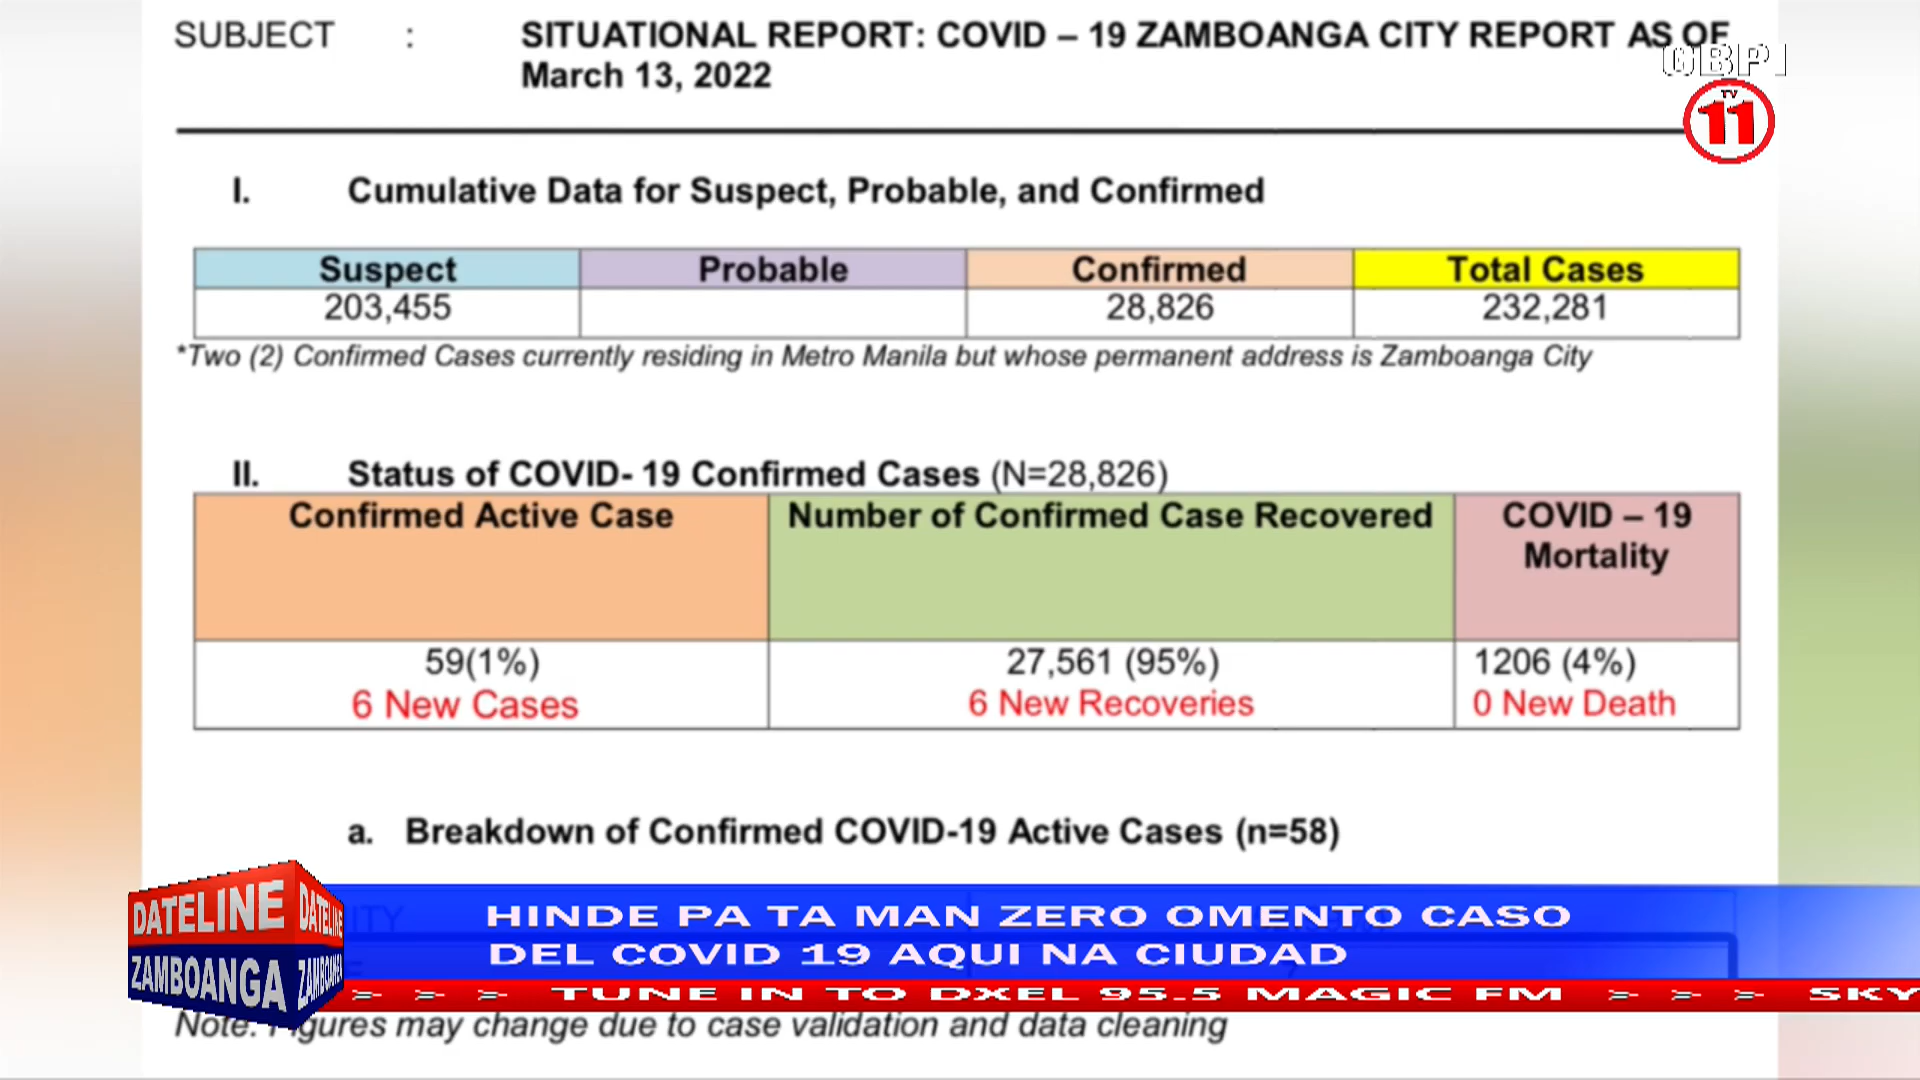 SUBJECT : SITUATIONAL REPORT: COVID – 19 ZAMBOANGA CITY REPORT AS OF
March 13, 2022
GBPI
TV
11
I. Cumulative Data for Suspect, Probable, and Confirmed
Suspect Probable Confirmed Total Cases
203,455 28,826 232,281
*Two (2) Confirmed Cases currently residing in Metro Manila but whose permanent address is Zamboanga City
II. Status of COVID- 19 Confirmed Cases (N=28,826)
Confirmed Active Case Number of Confirmed Case Recovered COVID – 19
Mortality
59(1%) 27,561 (95%) 1206 (4%)
6 New Cases 6 New Recoveries 0 New Death
a. Breakdown of Confirmed COVID-19 Active Cases (n=58)
DATELINE DATELINE
ZAMBOANGA ZAMBOANGA
HINDE PA TA MAN ZERO OMENTO CASO
DEL COVID 19 AQUI NA CIUDAD
TUNE IN TO DXEL 95.5 MAGIC FM SKY
Note: Figures may change due to case validation and data cleaning